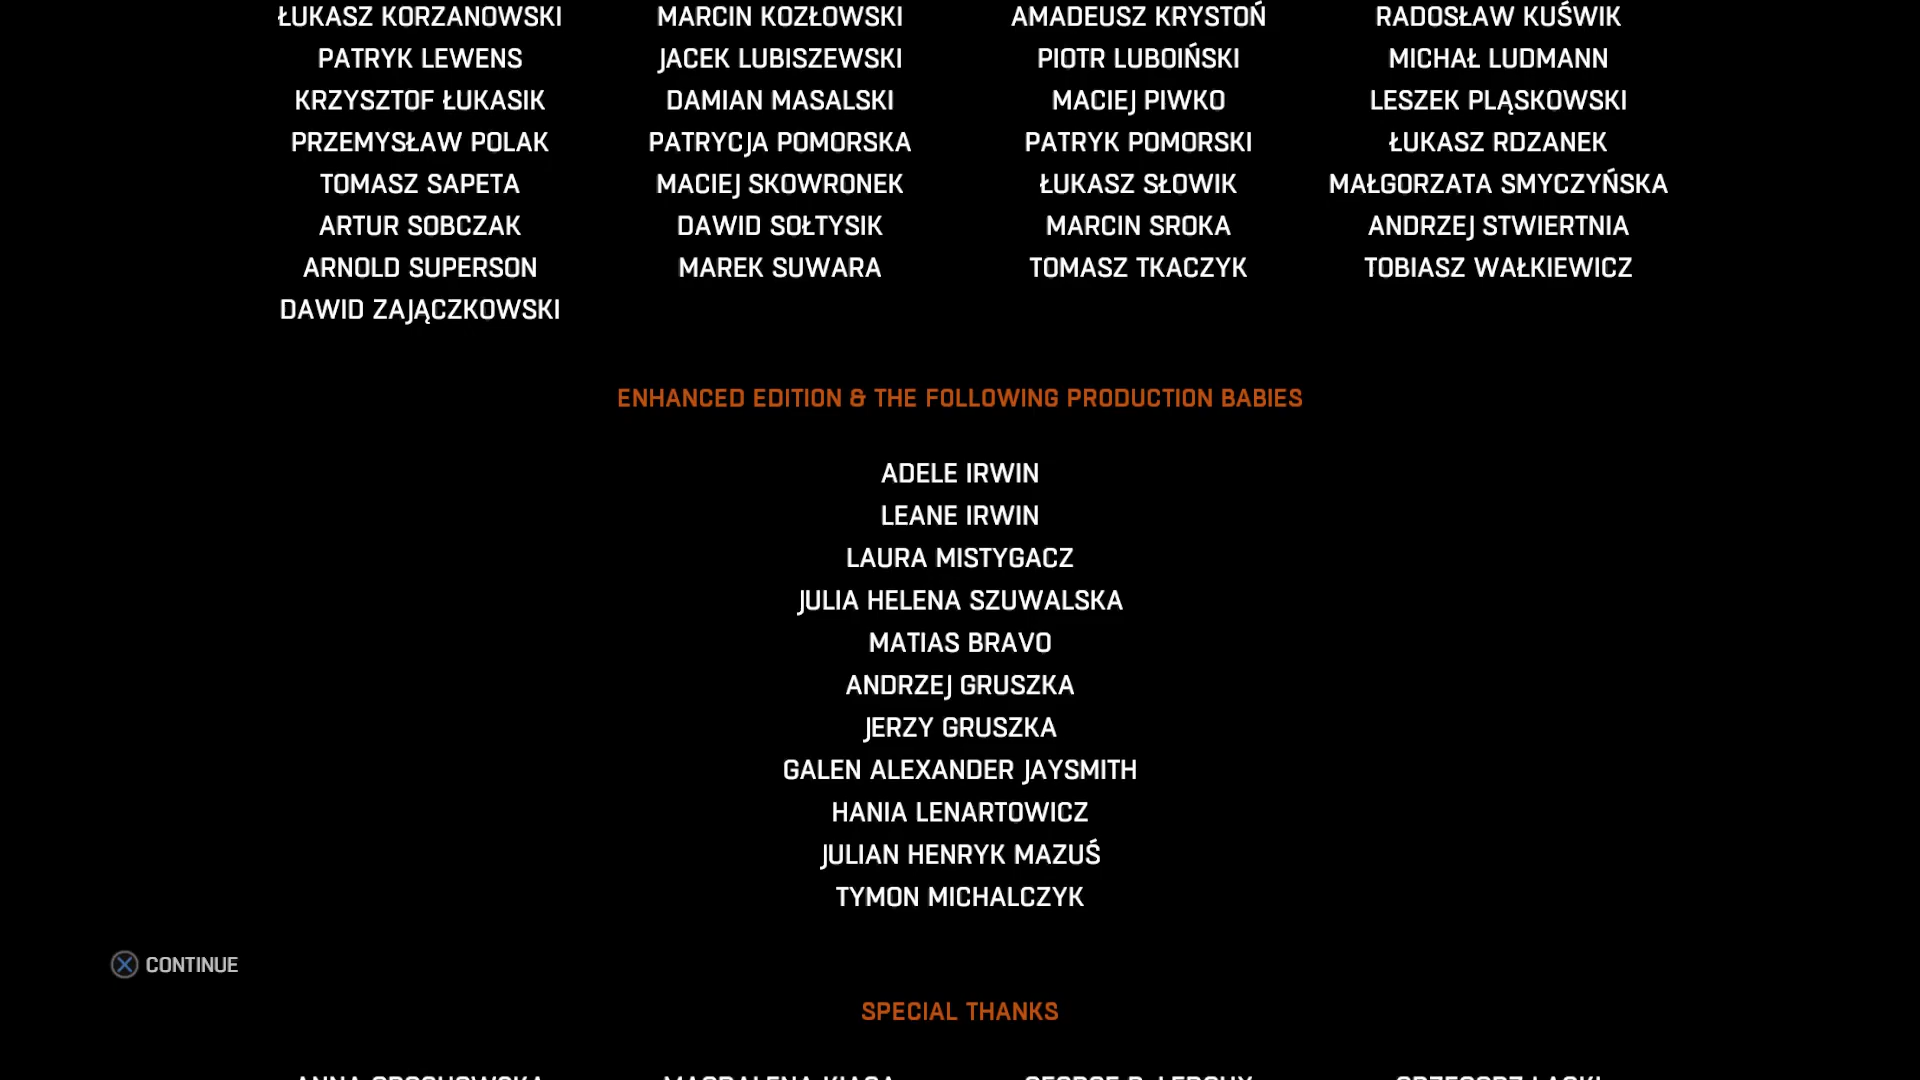 ŁUKASZ KORZANOWSKI MARCIN KOZŁOWSKI AMADEUSZ KRYSTOŃ RADOSŁAW KUŚWIK
PATRYK LEWENS JACEK LUBISZEWSKI PIOTR LUBOIŃSKI MICHAŁ LUDMANN
KRZYSZTOF ŁUKASIK DAMIAN MASALSKI MACIEJ PIWKO LESZEK PLĄSKOWSKI
PRZEMYSŁAW POLAK PATRYCJA POMORSKA PATRYK POMORSKI ŁUKASZ RDZANEK
TOMASZ SAPETA MACIEJ SKOWRONEK ŁUKASZ SŁOWIK MAŁGORZATA SMYCZYŃSKA
ARTUR SOBCZAK DAWID SOŁTYSIK MARCIN SROKA ANDRZEJ STWIERTNIA
ARNOLD SUPERSON MAREK SUWARA TOMASZ TKACZYK TOBIASZ WAŁKIEWICZ
DAWID ZAJĄCZKOWSKI
ENHANCED EDITION & THE FOLLOWING PRODUCTION BABIES
ADELE IRWIN
LEANE IRWIN
LAURA MISTYGACZ
JULIA HELENA SZUWALSKA
MATIAS BRAVO
ANDRZEJ GRUSZKA
JERZY GRUSZKA
GALEN ALEXANDER JAYSMITH
HANIA LENARTOWICZ
JULIAN HENRYK MAZUŚ
TYMON MICHALCZYK
CONTINUE
SPECIAL THANKS